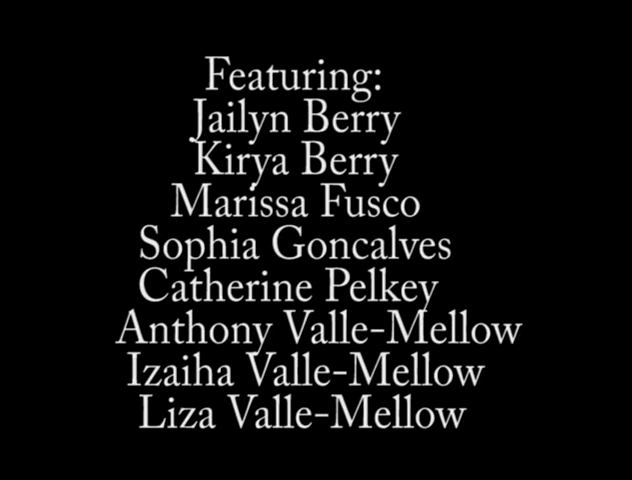 Featuring:
Jailyn Berry
Kirya Berry
Marissa Fusco
Sophia Goncalves
Catherine Pelkey
Anthony Valle-Mellow
Izaiha Valle-Mellow
Liza Valle-Mellow